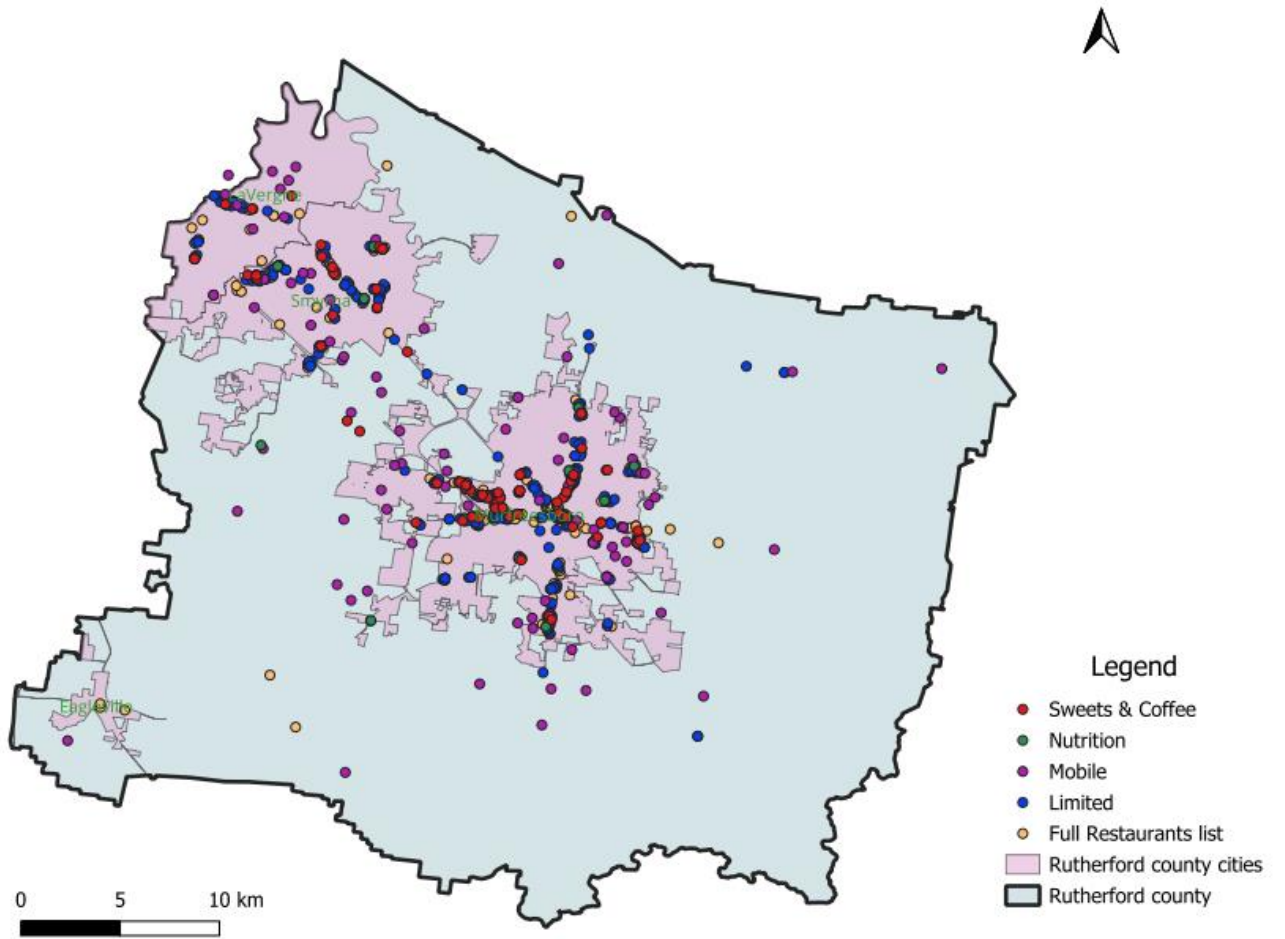 LaVergne
Smyrna
Eagleville
Legend
Sweets & Coffee
Nutrition
Mobile
Limited
Full Restaurants list
Rutherford county cities
Rutherford county
0 5 10 km